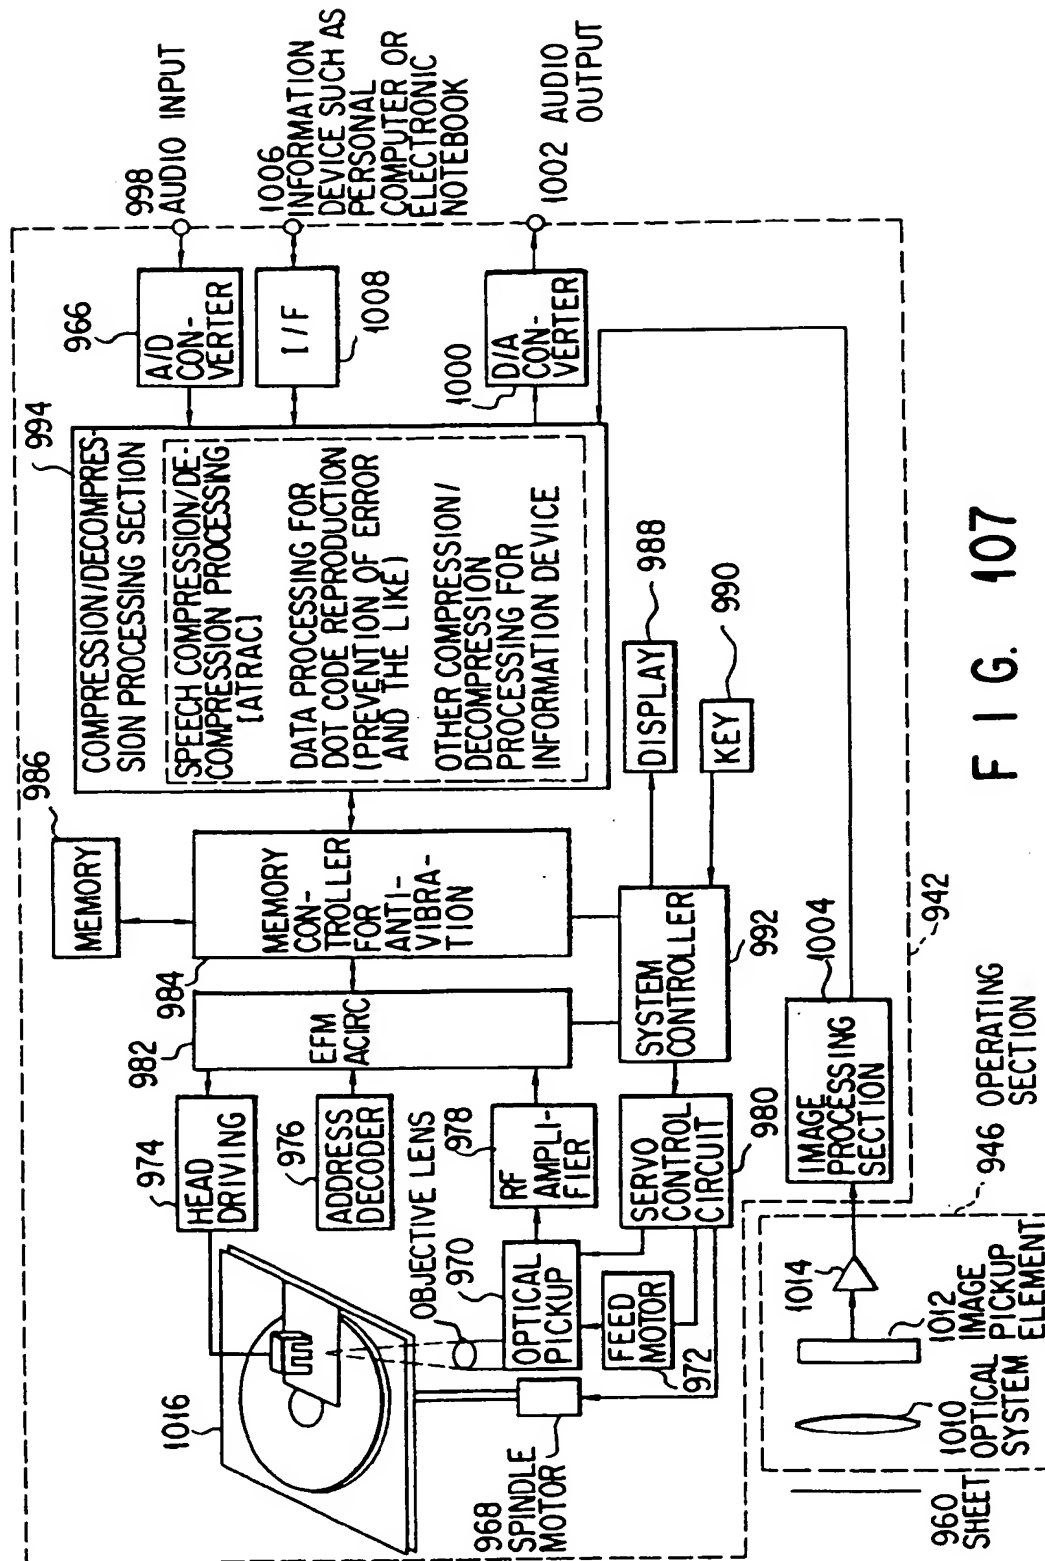 1016
968
SPINDLE
MOTOR
974
HEAD
DRIVING
976
ADDRESS
DECODER
OBJECTIVE LENS
970
978
OPTICAL
PICKUP
RF
AMPLI-
FIER
FEED
MOTOR
972
SERVO
CONTROL
CIRCUIT
980
982
EFM
ACIRC
984
MEMORY
CON-
TROLLER
FOR
ANTI-
VIBRA-
TION
986
MEMORY
SYSTEM
CONTROLLER
992
DISPLAY
988
KEY
990
994
COMPRESSION/DECOMPRES-
SION PROCESSING SECTION
SPEECH COMPRESSION/DE-
COMPRESSION PROCESSING
[ATRAC]
DATA PROCESSING FOR
DOT CODE REPRODUCTION
(PREVENTION OF ERROR
AND THE LIKE)
OTHER COMPRESSION/
DECOMPRESSION
PROCESSING FOR
INFORMATION DEVICE
966
A/D
CON-
VERTER
I/F
1008
1000
D/A
CON-
VERTER
998
AUDIO INPUT
1006
INFORMATION
DEVICE SUCH AS
PERSONAL
COMPUTER OR
ELECTRONIC
NOTEBOOK
1002 AUDIO
OUTPUT
960
SHEET
1010
OPTICAL
SYSTEM
1012
IMAGE
PICKUP
ELEMENT
1014
946 OPERATING
SECTION
IMAGE
PROCESSING
SECTION
1004
942
FIG. 107